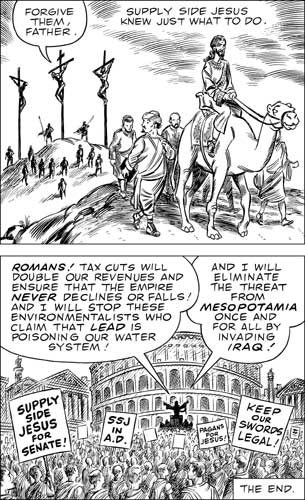 FORGIVE
THEM,
FATHER.
SUPPLY SIDE JESUS
KNEW JUST WHAT TO DO.
ROMANS! TAX CUTS WILL
DOUBLE OUR REVENUES AND
ENSURE THAT THE EMPIRE
NEVER DECLINES OR FALLS!
AND I WILL STOP THESE
ENVIRONMENTALISTS WHO
CLAIM THAT LEAD IS
POISONING OUR WATER
SYSTEM!
AND I WILL
ELIMINATE
THE THREAT
FROM
MESOPOTAMIA
ONCE AND
FOR ALL BY
INVADING
IRAQ!
SUPPLY
SIDE
JESUS
FOR
SENATE!
SSJ
IN
A.D.
PAGANS
FOR
JESUS!
KEEP
OUR
SWORDS
LEGAL!
THE END.